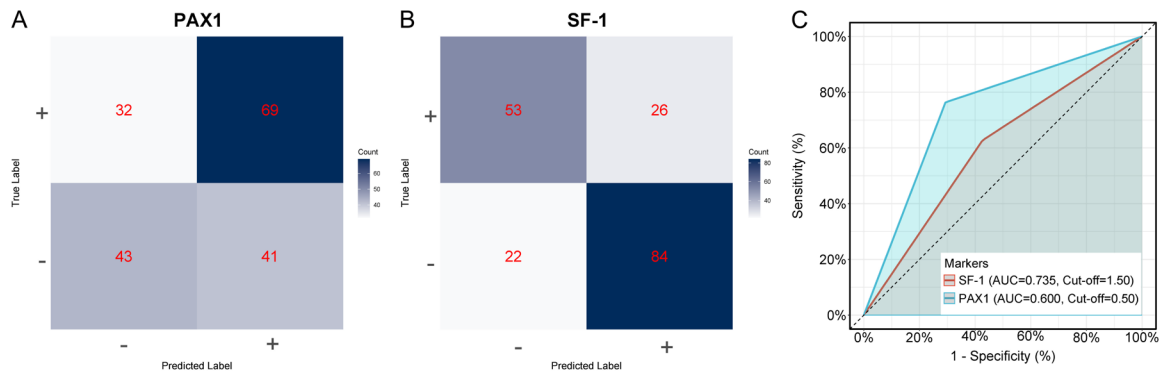 A
PAX1
+
-
True Label
32
69
43
41
-
+
Predicted Label
Count
60
50
40
B
SF-1
+
-
True Label
53
26
22
84
-
+
Predicted Label
Count
80
60
40
C
100%
80%
60%
40%
20%
0%
Sensitivity (%)
Markers
SF-1 (AUC=0.735, Cut-off=1.50)
PAX1 (AUC=0.600, Cut-off=0.50)
0% 20% 40% 60% 80% 100%
1 - Specificity (%)